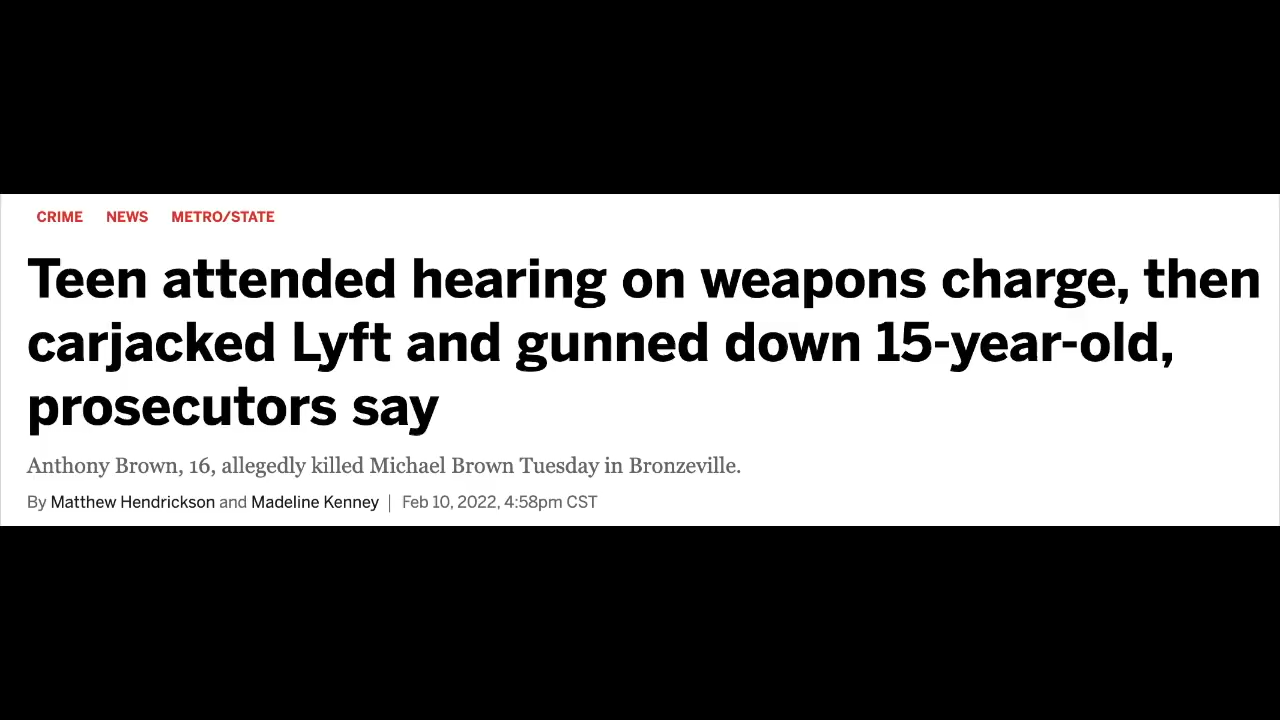 CRIME NEWS METRO/STATE
Teen attended hearing on weapons charge, then
carjacked Lyft and gunned down 15-year-old,
prosecutors say
Anthony Brown, 16, allegedly killed Michael Brown Tuesday in Bronzeville.
By Matthew Hendrickson and Madeline Kenney | Feb 10, 2022, 4:58pm CST